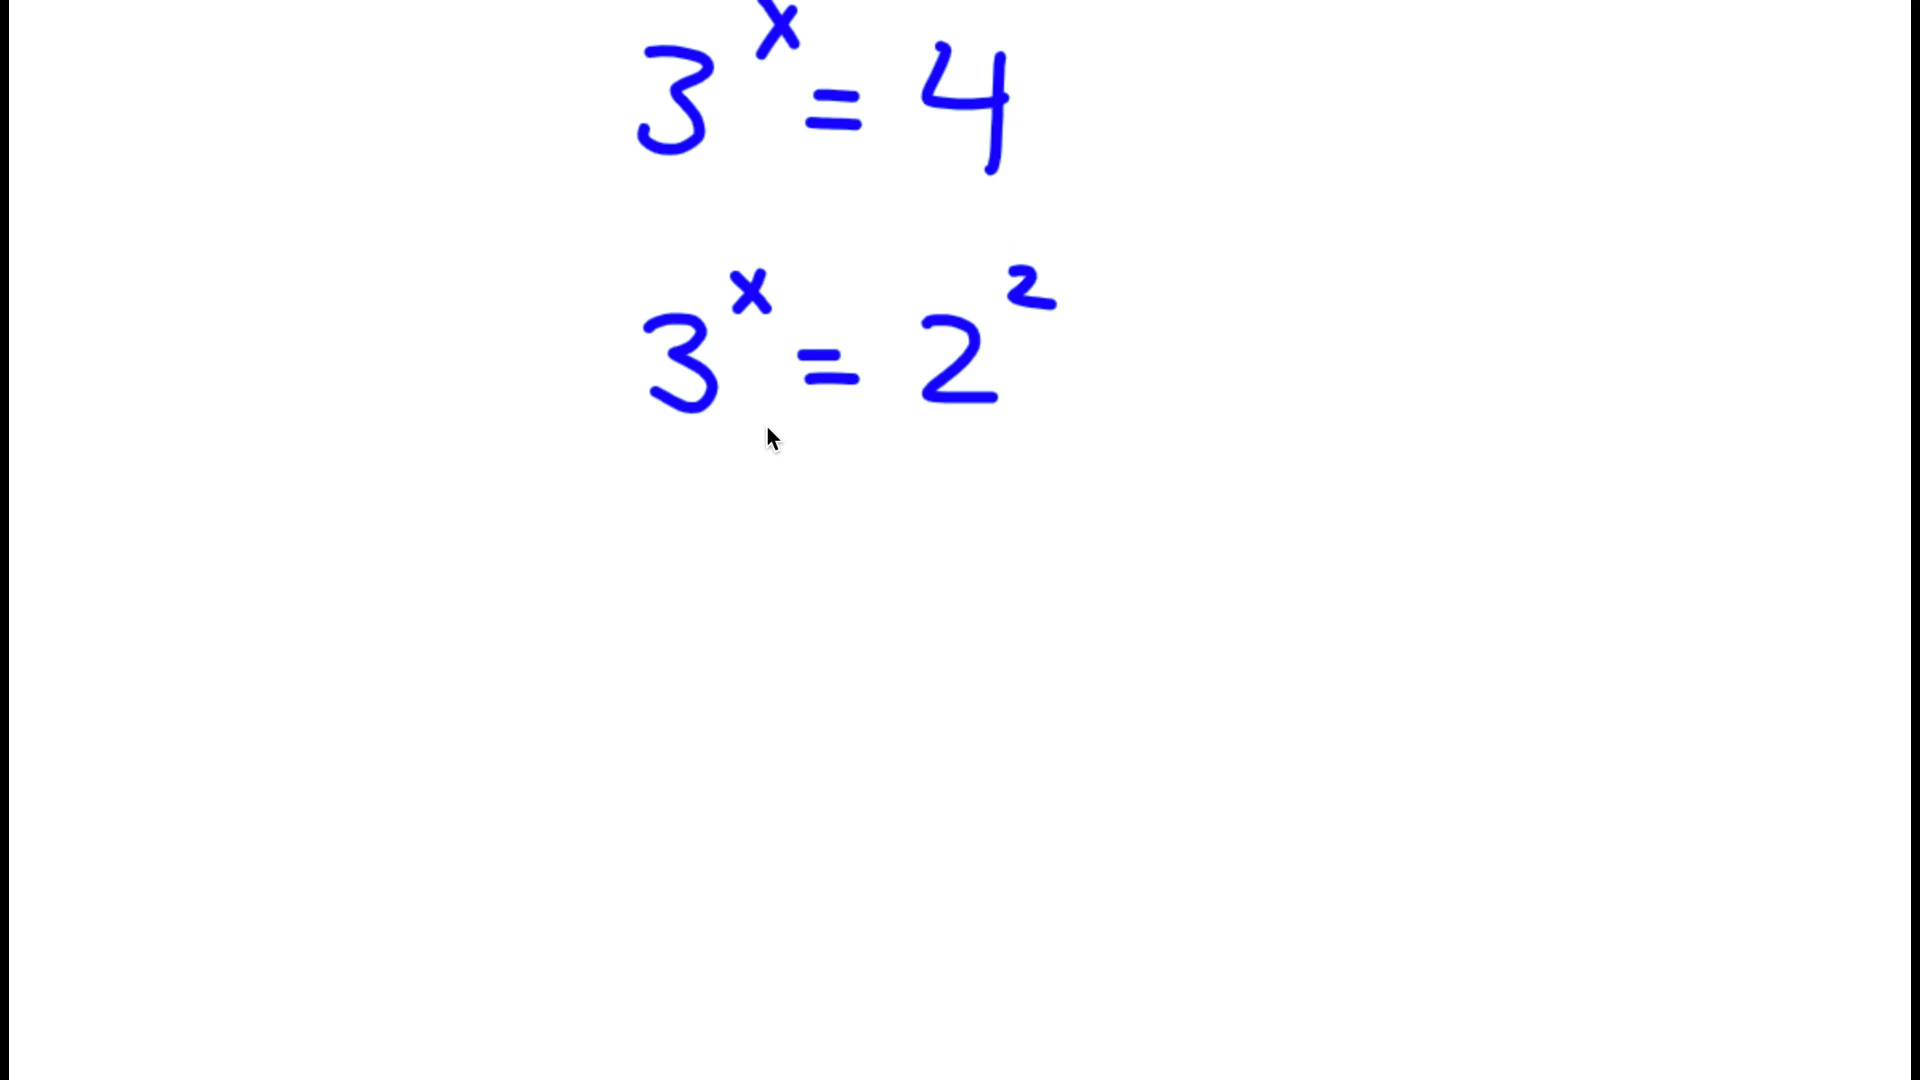 3^x = 4
3^x = 2^2